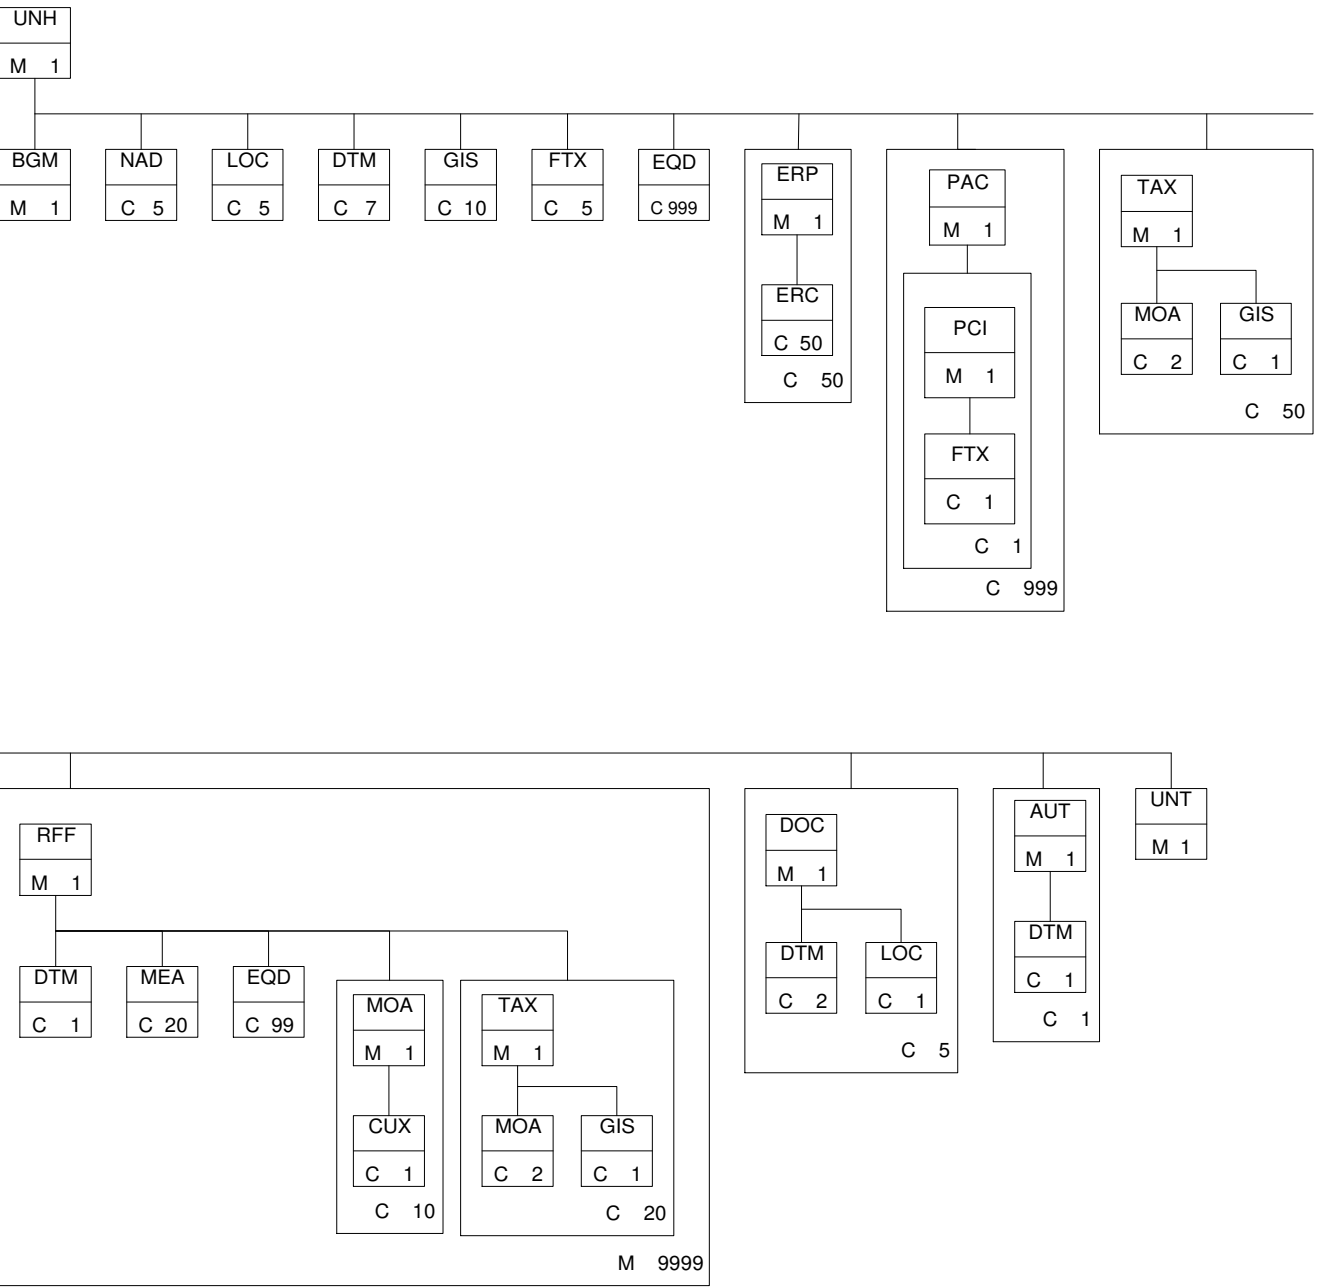 UNH
M 1
BGM NAD LOC DTM GIS FTX EQD
M 1 C 5 C 5 C 7 C 10 C 5 C 999
ERP
M 1
ERC
C 50
C 50
PAC
M 1
PCI
M 1
FTX
C 1
C 1
C 999
TAX
M 1
MOA GIS
C 2 C 1
C 50
RFF
M 1
DTM MEA EQD
C 1 C 20 C 99
MOA
M 1
CUX
C 1
C 10
TAX
M 1
MOA GIS
C 2 C 1
C 20
M 9999
DOC
M 1
DTM LOC
C 2 C 1
C 5
AUT
M 1
DTM
C 1
C 1
UNT
M 1